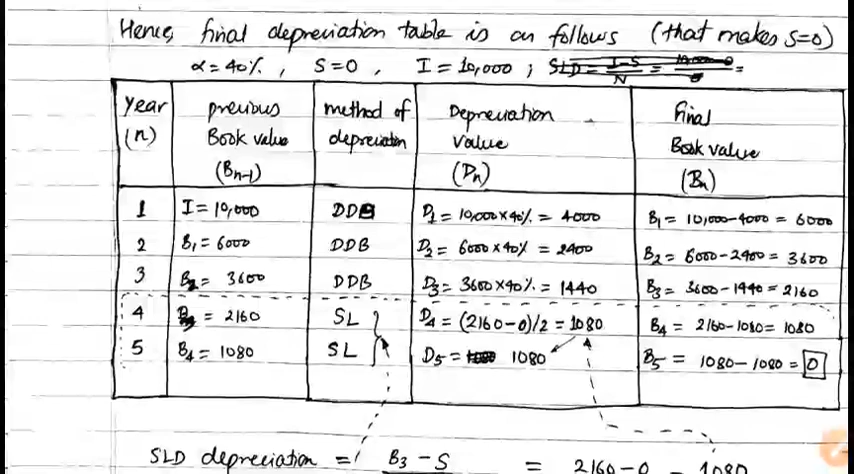 Hence, final depreciation table is as follows (that makes S=0)
α = 40%, S=0, I = 10,000 ; SLD = I-S/N = =
Year (n) | previous Book value (Bn-1) | method of depreciation | Depreciation Value (Dn) | final Book value (Bn)
1 | I = 10,000 | DDB | D1 = 10,000 x 40% = 4000 | B1 = 10,000-4000 = 6000
2 | B1 = 6000 | DDB | D2 = 6000 x 40% = 2400 | B2 = 6000-2400 = 3600
3 | B2 = 3600 | DDB | D3 = 3600 x 40% = 1440 | B3 = 3600-1440 = 2160
4 | B3 = 2160 | SL | D4 = (2160-0)/2 = 1080 | B4 = 2160-1080 = 1080
5 | B4 = 1080 | SL | D5 = 1080 | B5 = 1080-1080 = 0
SLD depreciation = B3 - S = 2160-0 = 1080